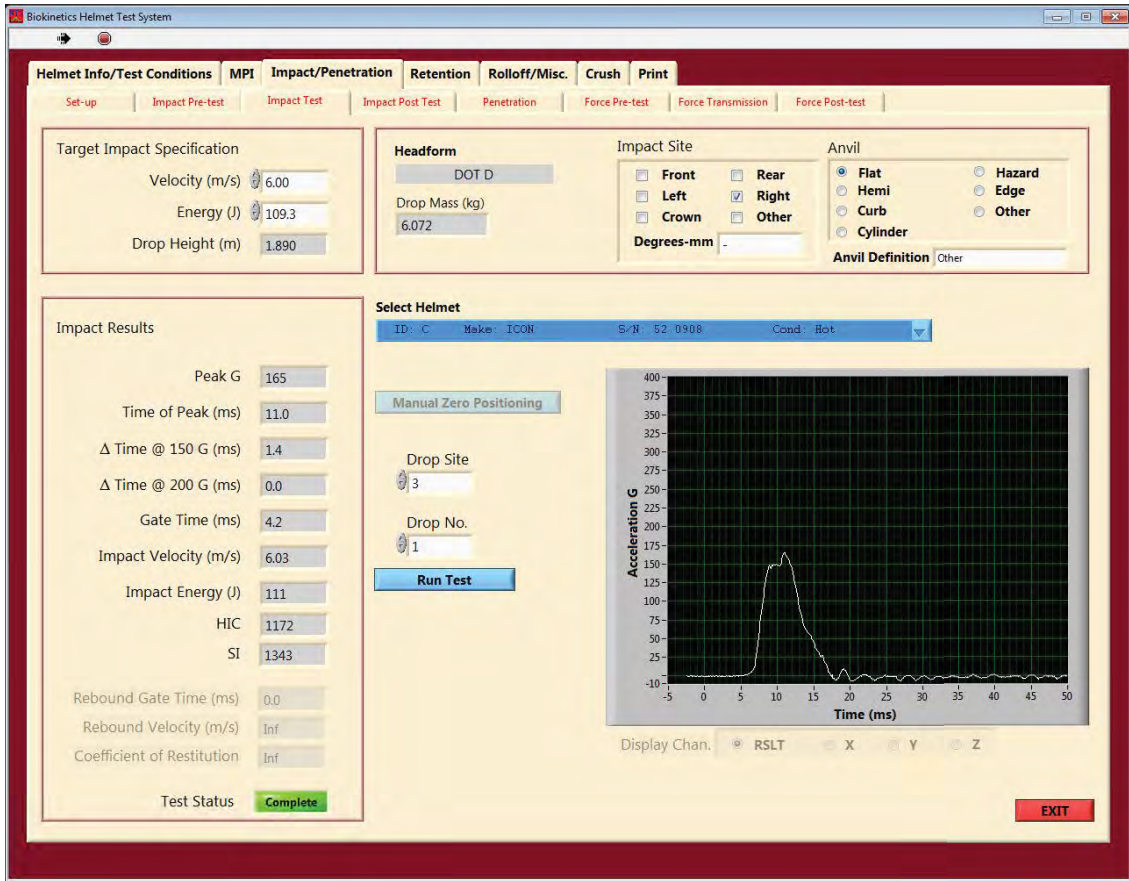 Biokinetics Helmet Test System
Helmet Info/Test Conditions MPI Impact/Penetration Retention Rolloff/Misc. Crush Print
Set-up Impact Pre-test Impact Test Impact Post Test Penetration Force Pre-test Force Transmission Force Post-test
Target Impact Specification
Velocity (m/s) 6.00
Energy (J) 109.3
Drop Height (m) 1.890
Headform
DOT D
Drop Mass (kg)
6.072
Impact Site
Front Rear
Left Right
Crown Other
Degrees-mm -
Anvil
Flat Hazard
Hemi Edge
Curb Other
Cylinder
Anvil Definition Other
Select Helmet
ID: C Make: ICON S/N: 52 0908 Cond: Hot
Impact Results
Peak G 165
Time of Peak (ms) 11.0
Δ Time @ 150 G (ms) 1.4
Δ Time @ 200 G (ms) 0.0
Gate Time (ms) 4.2
Impact Velocity (m/s) 6.03
Impact Energy (J) 111
HIC 1172
SI 1343
Rebound Gate Time (ms) 0.0
Rebound Velocity (m/s) Inf
Coefficient of Restitution Inf
Test Status Complete
Manual Zero Positioning
Drop Site
3
Drop No.
1
Run Test
Acceleration G
400
375
350
325
300
275
250
225
200
175
150
125
100
75
50
25
-10
-5 0 5 10 15 20 25 30 35 40 45 50
Time (ms)
Display Chan. RSLT X Y Z
EXIT